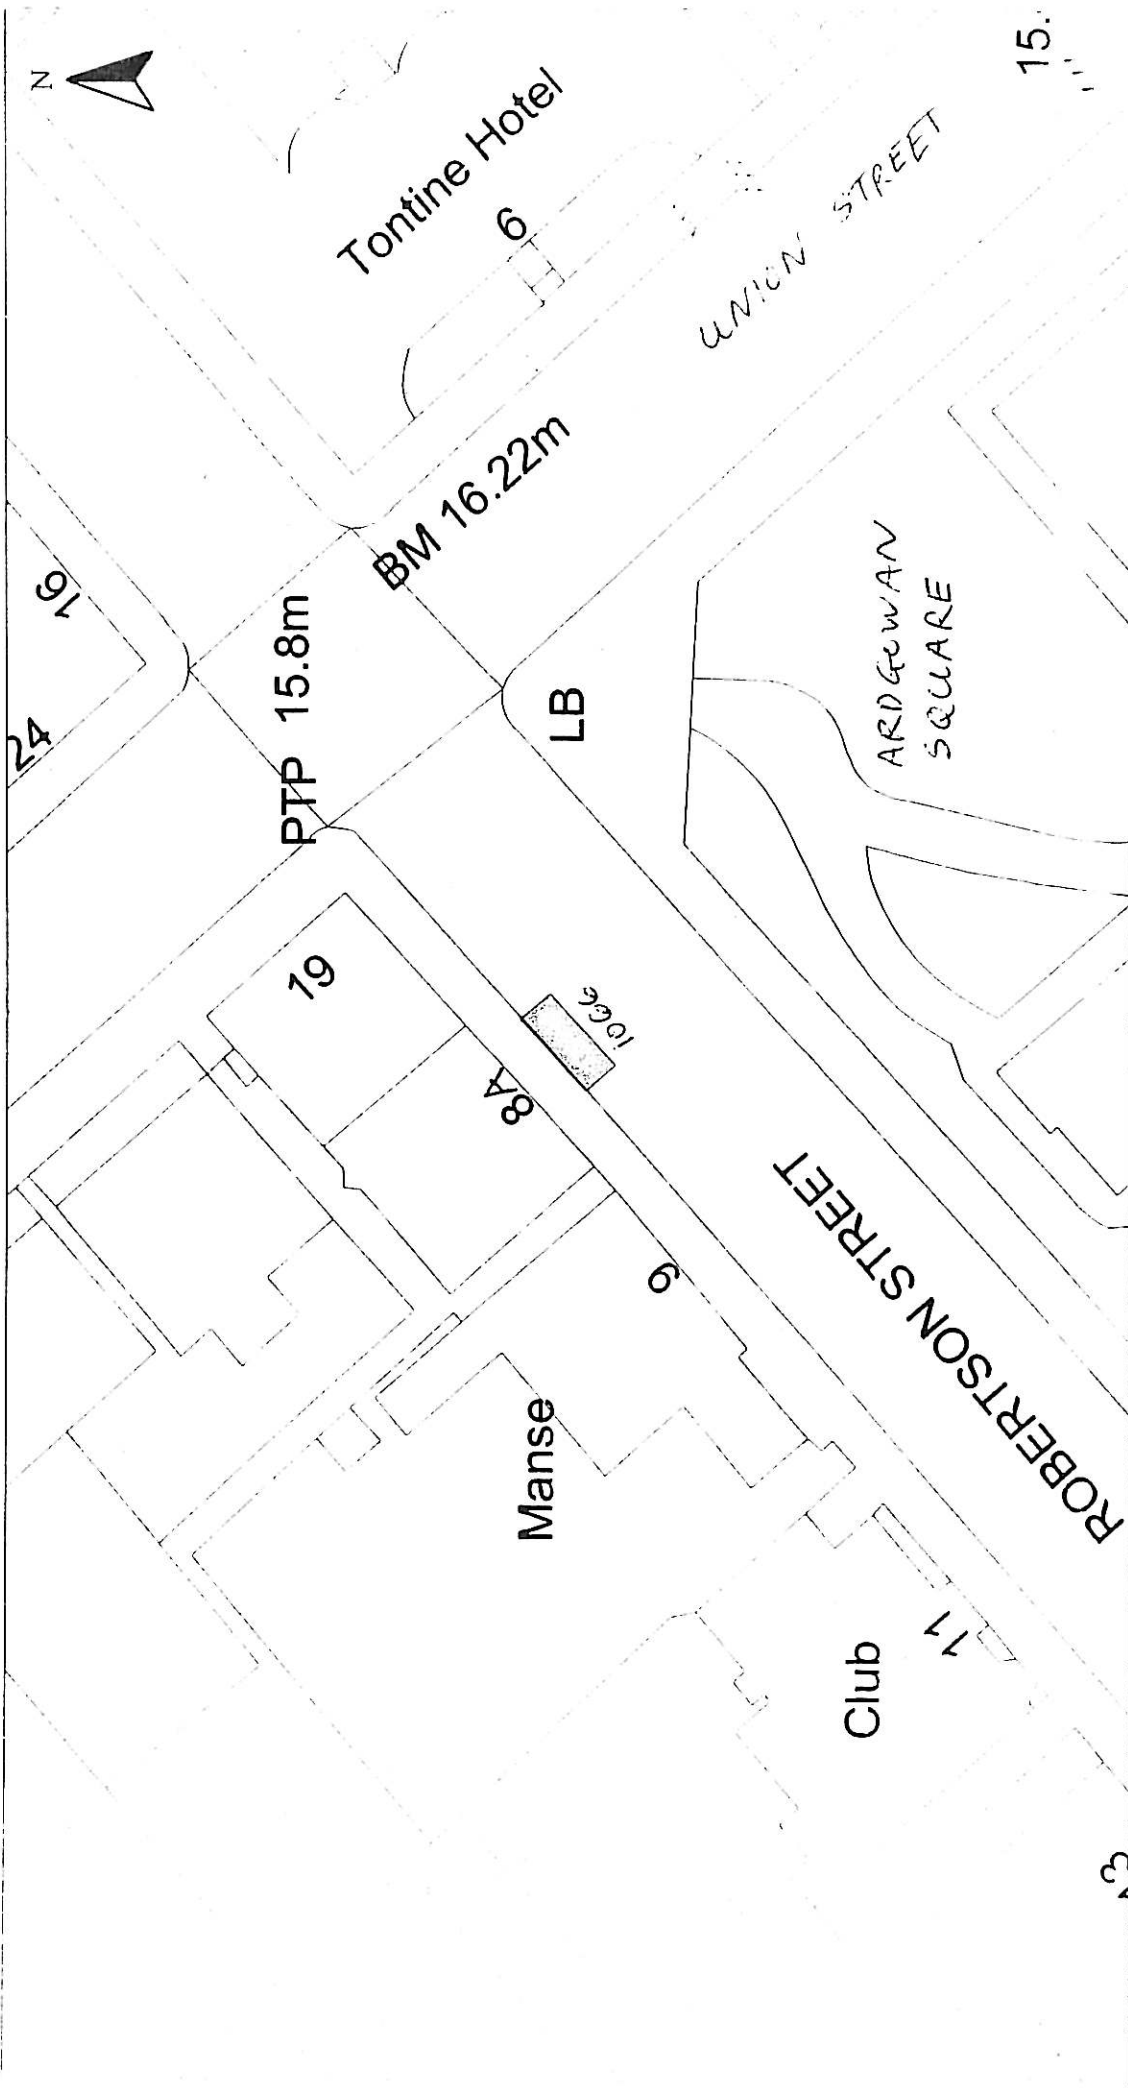 N
Tontine Hotel
6
15.
UNION STREET
16
24
BM 16.22m
PTP 15.8m
LB
ARDGOWAN
SQUARE
19
8A
1066
9
ROBERTSON STREET
Manse
Club
11